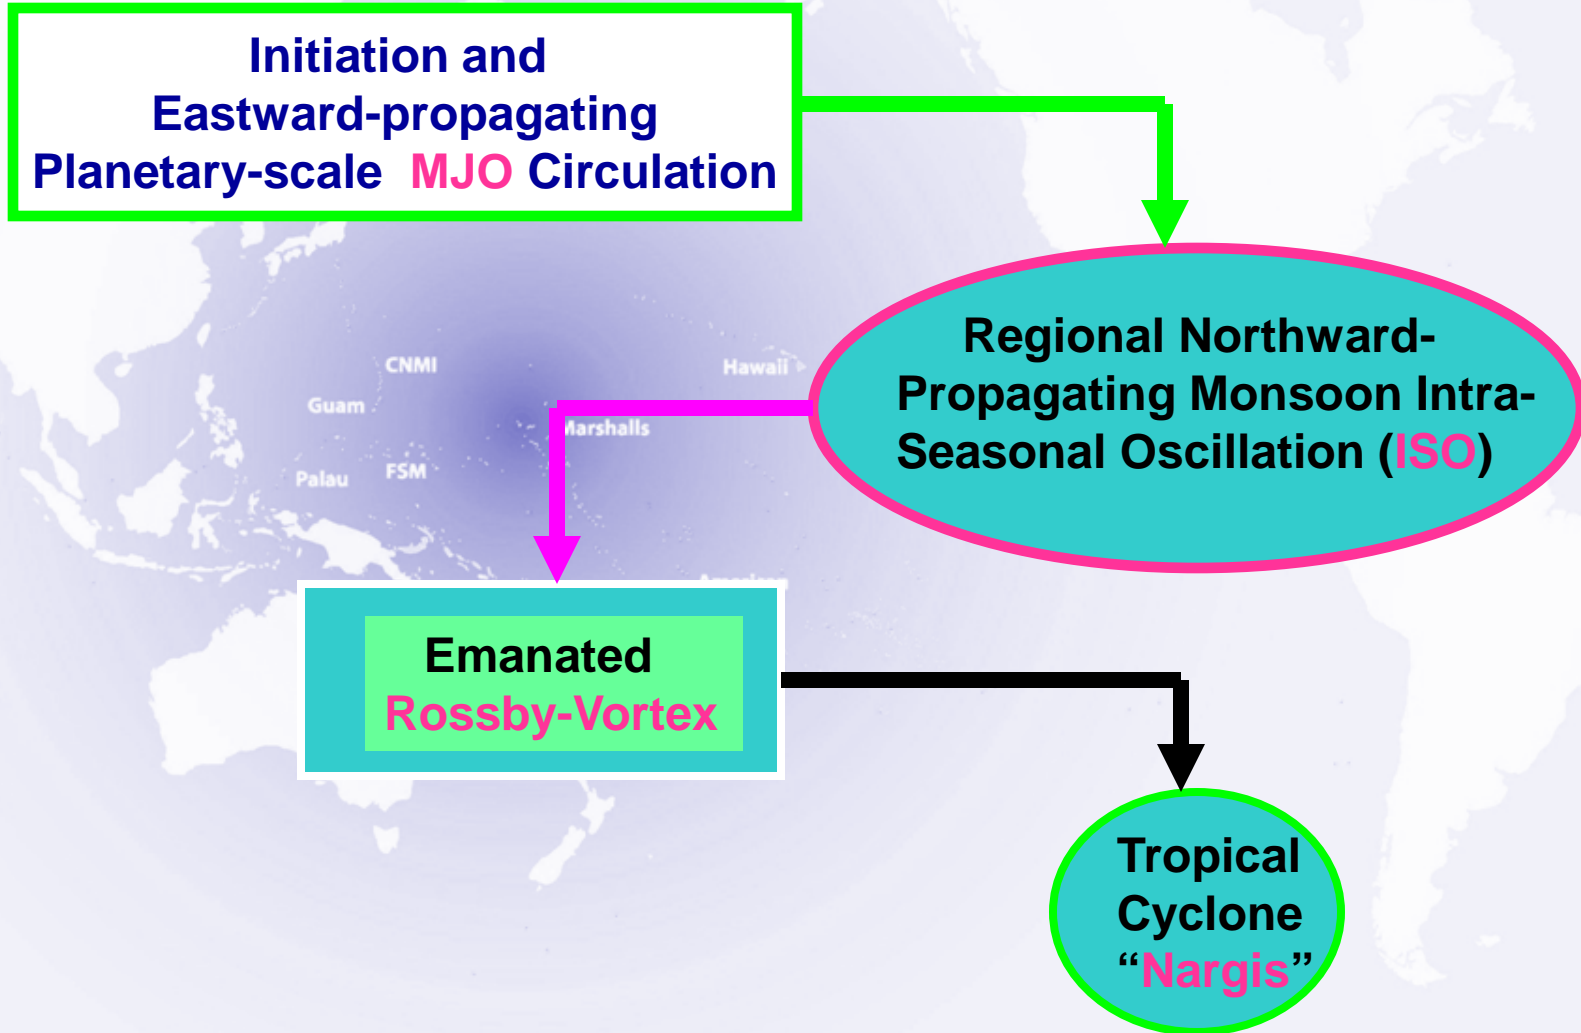 Initiation and
Eastward-propagating
Planetary-scale MJO Circulation
Regional Northward-
Propagating Monsoon Intra-
Seasonal Oscillation (ISO)
CNMI
Hawaii
Guam
Marshalls
FSM
Palau
Emanated
Rossby-Vortex
Tropical
Cyclone
“Nargis”